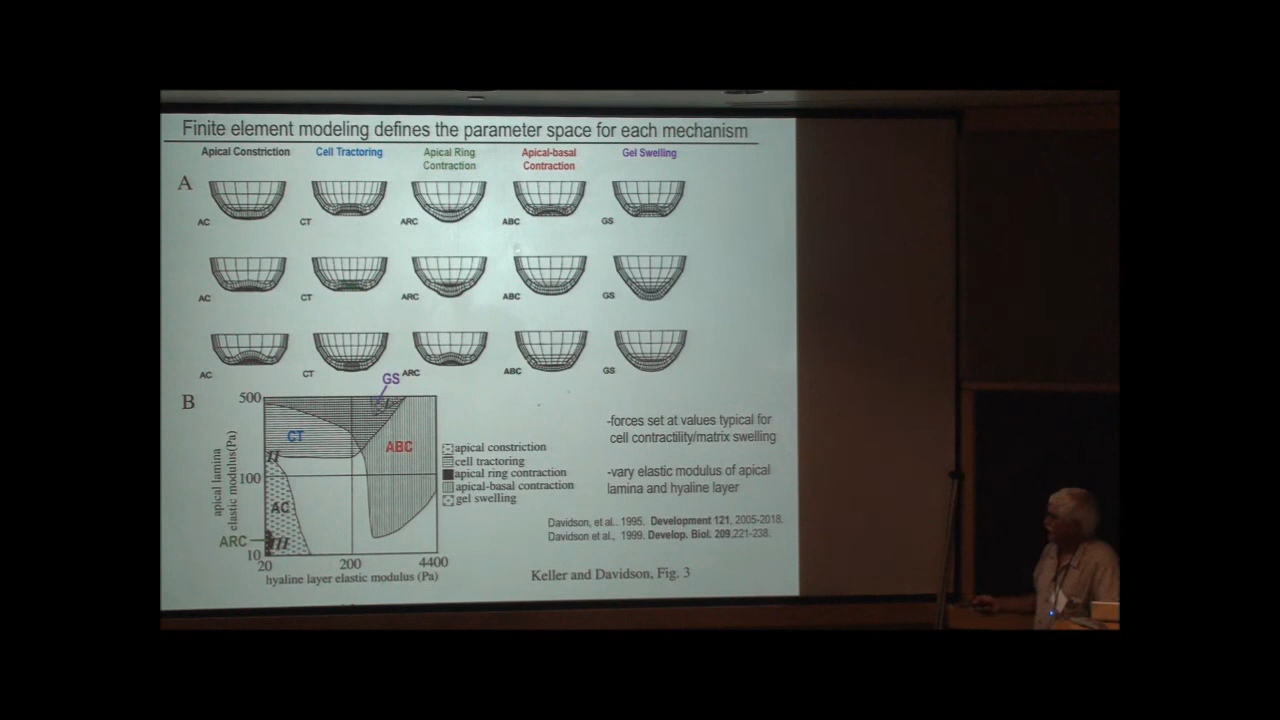 Finite element modeling defines the parameter space for each mechanism
Apical Constriction
Cell Tractoring
Apical Ring
Contraction
Apical-basal
Contraction
Gel Swelling
A
AC
CT
ARC
ABC
GS
AC
CT
ARC
ABC
GS
AC
CT
ARC
ABC
GS
B
GS
500
100
10
apical lamina
elastic modulus(Pa)
CT
ABC
II
AC
ARC
III
20
200
4400
hyaline layer elastic modulus (Pa)
apical constriction
cell tractoring
apical ring contraction
apical-basal contraction
gel swelling
-forces set at values typical for
cell contractility/matrix swelling
-vary elastic modulus of apical
lamina and hyaline layer
Davidson, et al.. 1995. Development 121, 2005-2018.
Davidson et al., 1999. Develop. Biol. 209,221-238.
Keller and Davidson, Fig. 3